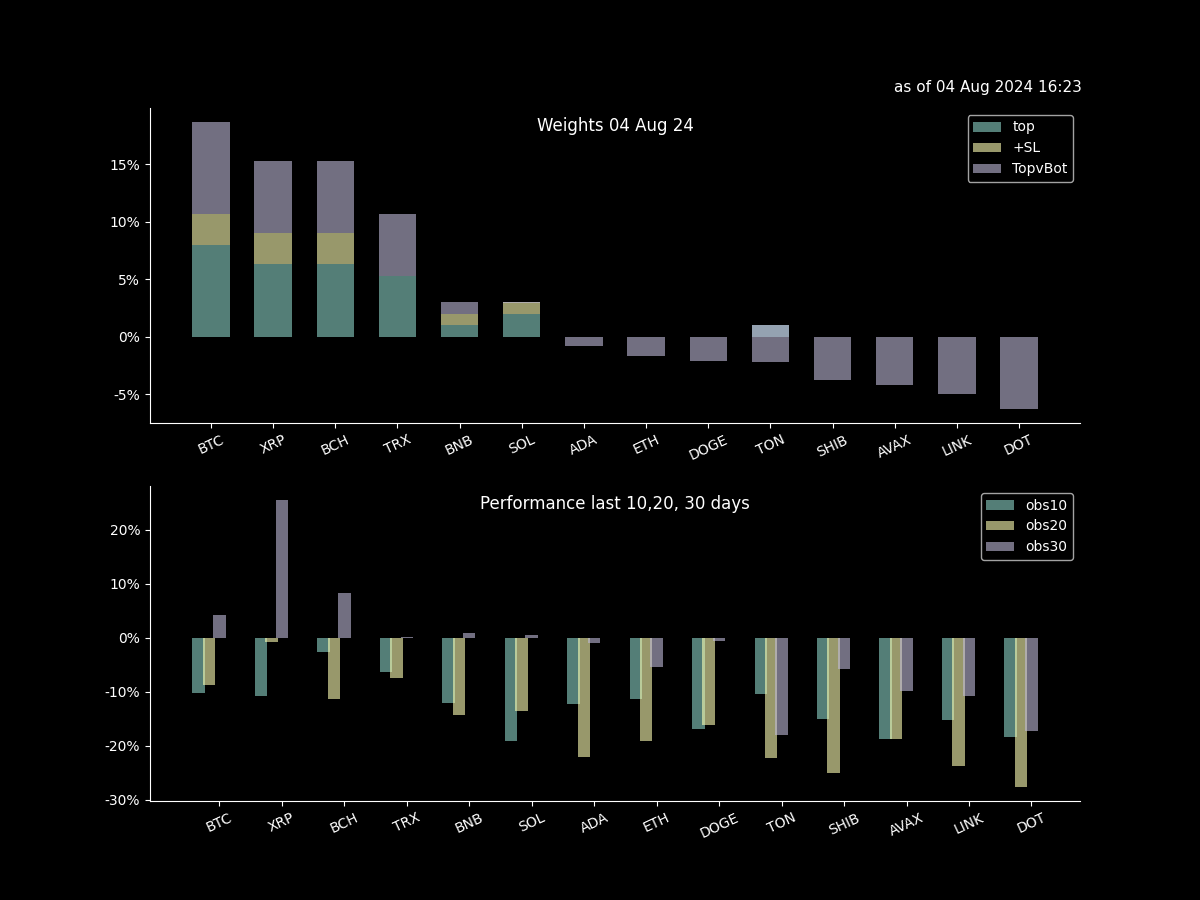 as of 04 Aug 2024 16:23
Weights 04 Aug 24
top
+SL
TopvBot
15%
10%
5%
0%
-5%
BTC XRP BCH TRX BNB SOL ADA ETH DOGE TON SHIB AVAX LINK DOT
Performance last 10,20, 30 days
obs10
obs20
obs30
20%
10%
0%
-10%
-20%
-30%
BTC XRP BCH TRX BNB SOL ADA ETH DOGE TON SHIB AVAX LINK DOT